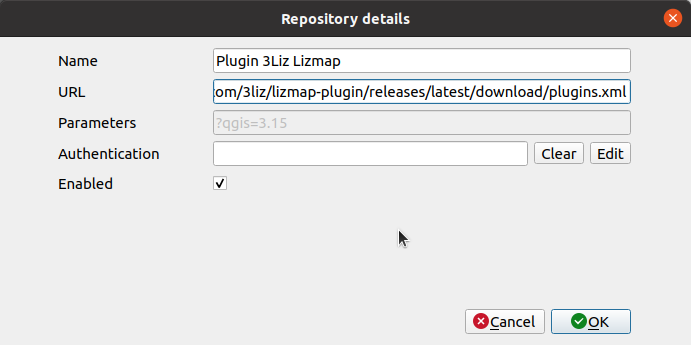 Repository details
Name Plugin 3Liz Lizmap
URL com/3liz/lizmap-plugin/releases/latest/download/plugins.xml
Parameters ?qgis=3.15
Authentication Clear Edit
Enabled
Cancel OK